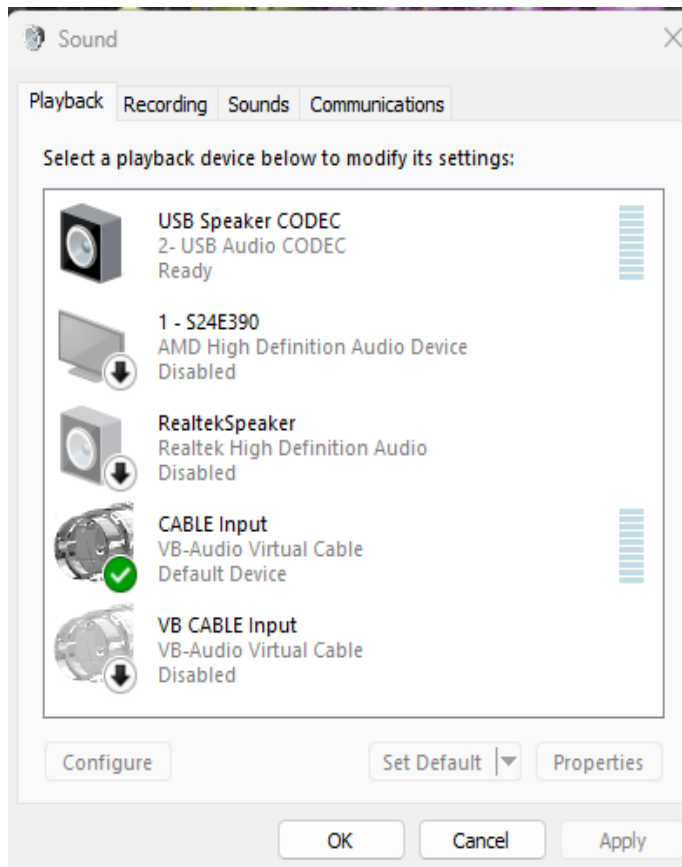 Sound
Playback Recording Sounds Communications
Select a playback device below to modify its settings:
USB Speaker CODEC
2- USB Audio CODEC
Ready
1 - S24E390
AMD High Definition Audio Device
Disabled
RealtekSpeaker
Realtek High Definition Audio
Disabled
CABLE Input
VB-Audio Virtual Cable
Default Device
VB CABLE Input
VB-Audio Virtual Cable
Disabled
Configure Set Default Properties
OK Cancel Apply